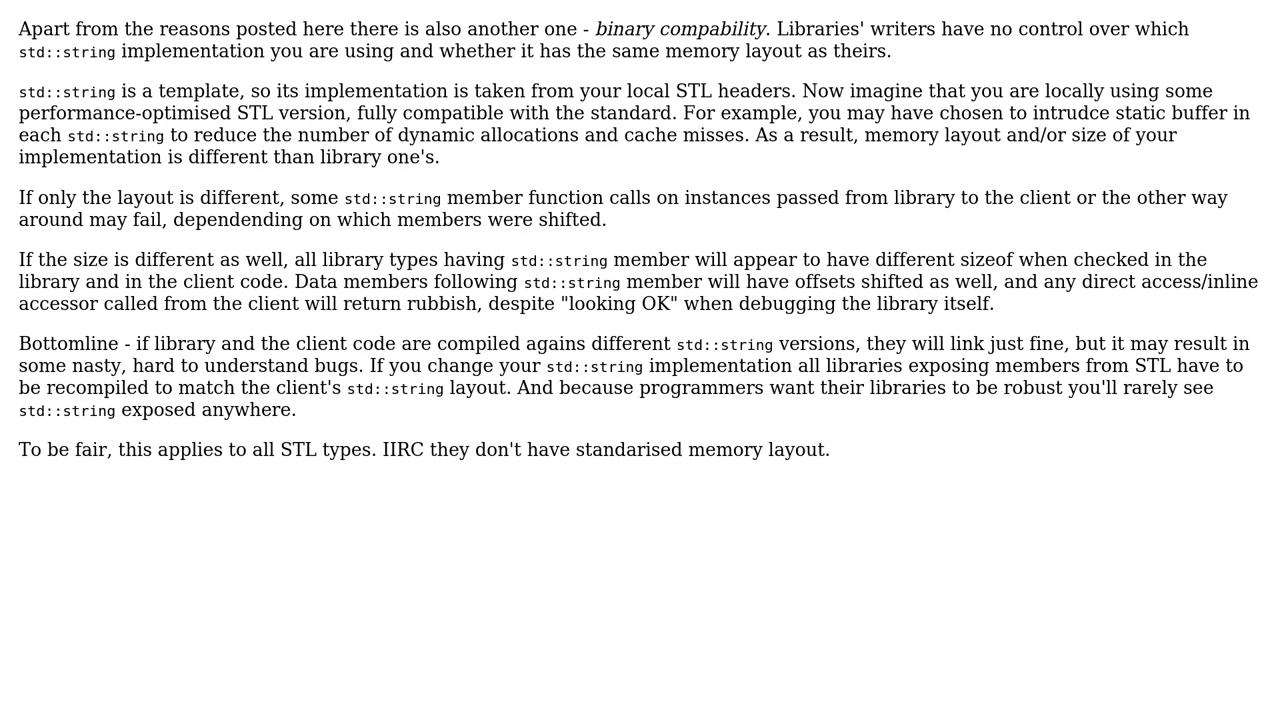 Apart from the reasons posted here there is also another one - binary compability. Libraries' writers have no control over which
std::string implementation you are using and whether it has the same memory layout as theirs.
std::string is a template, so its implementation is taken from your local STL headers. Now imagine that you are locally using some
performance-optimised STL version, fully compatible with the standard. For example, you may have chosen to intrudce static buffer in
each std::string to reduce the number of dynamic allocations and cache misses. As a result, memory layout and/or size of your
implementation is different than library one's.
If only the layout is different, some std::string member function calls on instances passed from library to the client or the other way
around may fail, dependending on which members were shifted.
If the size is different as well, all library types having std::string member will appear to have different sizeof when checked in the
library and in the client code. Data members following std::string member will have offsets shifted as well, and any direct access/inline
accessor called from the client will return rubbish, despite "looking OK" when debugging the library itself.
Bottomline - if library and the client code are compiled agains different std::string versions, they will link just fine, but it may result in
some nasty, hard to understand bugs. If you change your std::string implementation all libraries exposing members from STL have to
be recompiled to match the client's std::string layout. And because programmers want their libraries to be robust you'll rarely see
std::string exposed anywhere.
To be fair, this applies to all STL types. IIRC they don't have standarised memory layout.